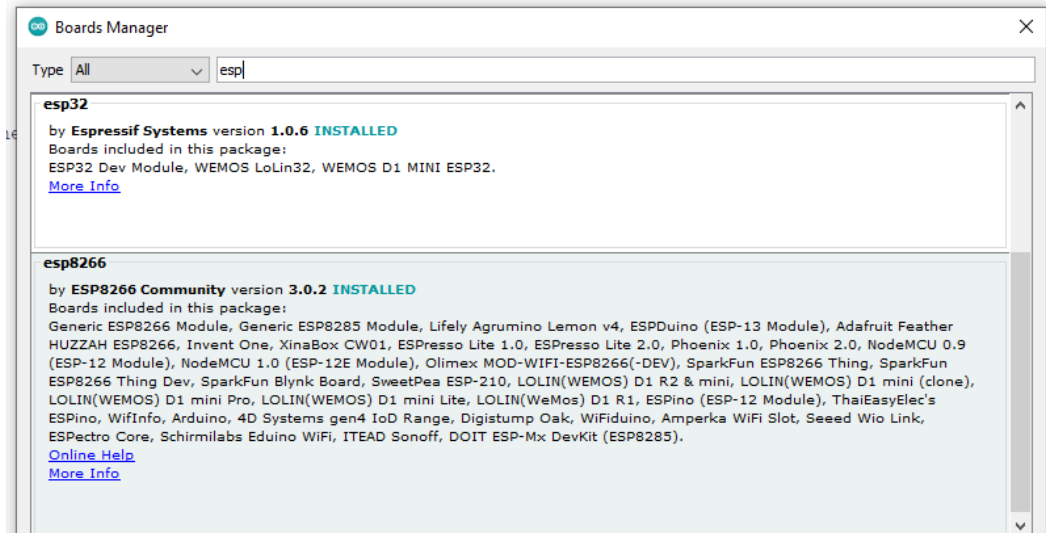 Boards Manager
Type All esp
esp32
by Espressif Systems version 1.0.6 INSTALLED
Boards included in this package:
ESP32 Dev Module, WEMOS LoLin32, WEMOS D1 MINI ESP32.
More Info
esp8266
by ESP8266 Community version 3.0.2 INSTALLED
Boards included in this package:
Generic ESP8266 Module, Generic ESP8285 Module, Lifely Agrumino Lemon v4, ESPDuino (ESP-13 Module), Adafruit Feather
HUZZAH ESP8266, Invent One, XinaBox CW01, ESPresso Lite 1.0, ESPresso Lite 2.0, Phoenix 1.0, Phoenix 2.0, NodeMCU 0.9
(ESP-12 Module), NodeMCU 1.0 (ESP-12E Module), Olimex MOD-WIFI-ESP8266(-DEV), SparkFun ESP8266 Thing, SparkFun
ESP8266 Thing Dev, SparkFun Blynk Board, SweetPea ESP-210, LOLIN(WEMOS) D1 R2 & mini, LOLIN(WEMOS) D1 mini (clone),
LOLIN(WEMOS) D1 mini Pro, LOLIN(WEMOS) D1 mini Lite, LOLIN(WeMos) D1 R1, ESPino (ESP-12 Module), ThaiEasyElec's
ESPino, WifInfo, Arduino, 4D Systems gen4 IoD Range, Digistump Oak, WiFiduino, Amperka WiFi Slot, Seeed Wio Link,
ESPectro Core, Schirmilabs Eduino WiFi, ITEAD Sonoff, DOIT ESP-Mx DevKit (ESP8285).
Online Help
More Info